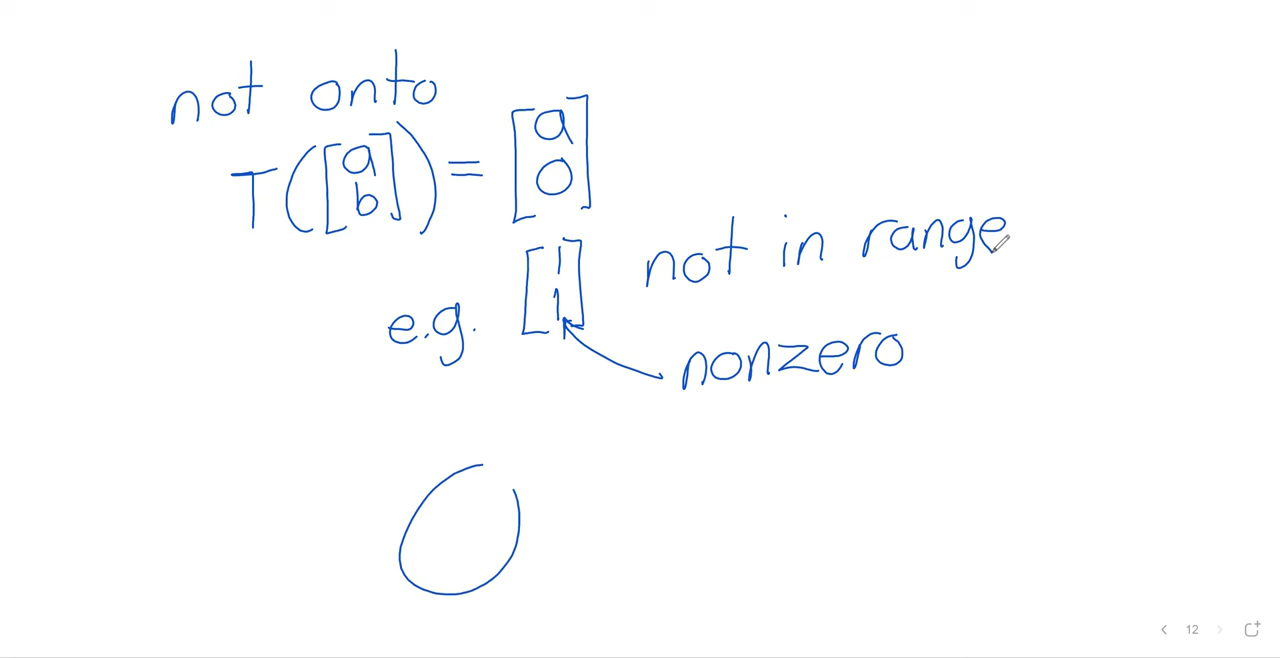 not onto
T([a b]) = [a 0]
e.g. [1 1] not in range
nonzero
12